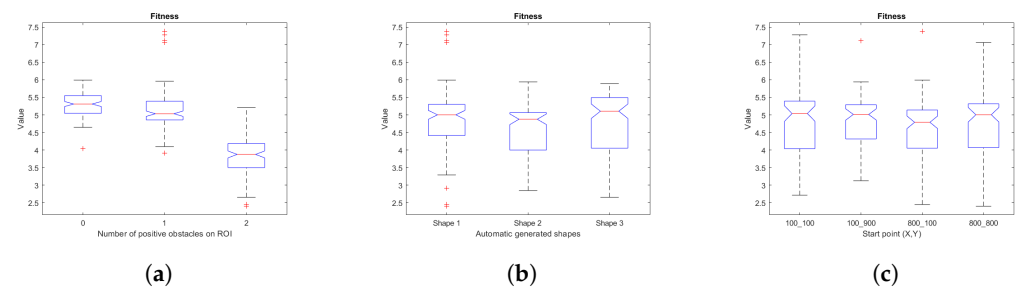 Fitness
Value
7.5
7
6.5
6
5.5
5
4.5
4
3.5
3
2.5
0 1 2
Number of positive obstacles on ROI
(a)
Fitness
Value
7.5
7
6.5
6
5.5
5
4.5
4
3.5
3
2.5
Shape 1 Shape 2 Shape 3
Automatic generated shapes
(b)
Fitness
Value
7.5
7
6.5
6
5.5
5
4.5
4
3.5
3
2.5
100_100 100_900 800_100 800_800
Start point (X,Y)
(c)